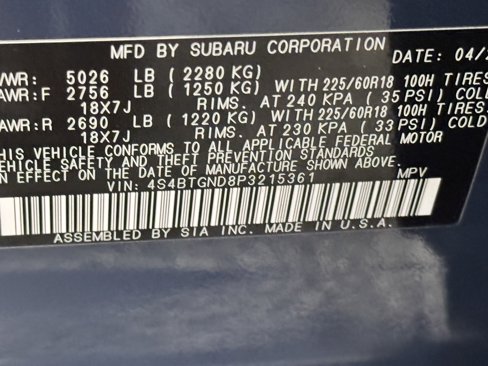 MFD BY SUBARU CORPORATION DATE: 04/2
VWR: 5026 LB (2280 KG)
AWR:F 2756 LB (1250 KG) WITH 225/60R18 100H TIRES
18X7J RIMS. AT 240 KPA (35 PSI) COLD
AWR:R 2690 LB (1220 KG) WITH 225/60R18 100H TIRES
18X7J RIMS. AT 230 KPA (33 PSI) COLD
THIS VEHICLE CONFORMS TO ALL APPLICABLE FEDERAL MOTOR
VEHICLE SAFETY AND THEFT PREVENTION STANDARDS
IN EFFECT ON THE DATE OF MANUFACTURE SHOWN ABOVE.
VIN: 4S4BTGND8P3215361 MPV
ASSEMBLED BY SIA INC. MADE IN U.S.A.